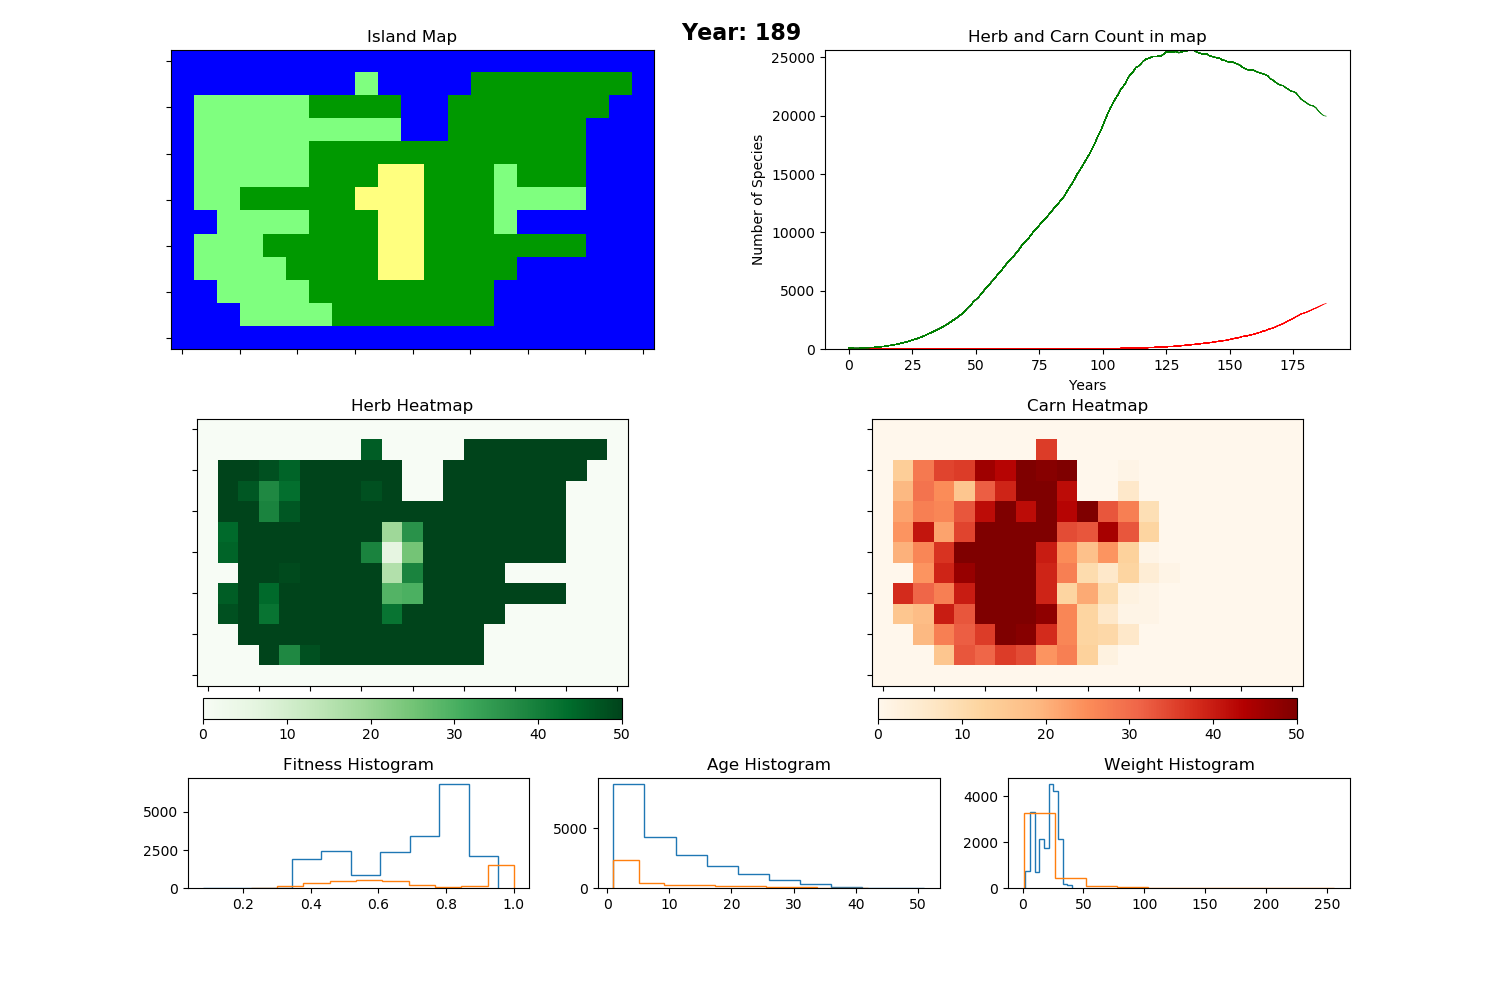 Year: 189
Island Map
Herb and Carn Count in map
25000
20000
15000
10000
5000
0
Number of Species
0 25 50 75 100 125 150 175
Years
Herb Heatmap
Carn Heatmap
0 10 20 30 40 50
0 10 20 30 40 50
Fitness Histogram
5000
2500
0
0.2 0.4 0.6 0.8 1.0
Age Histogram
5000
0
0 10 20 30 40 50
Weight Histogram
4000
2000
0
0 50 100 150 200 250